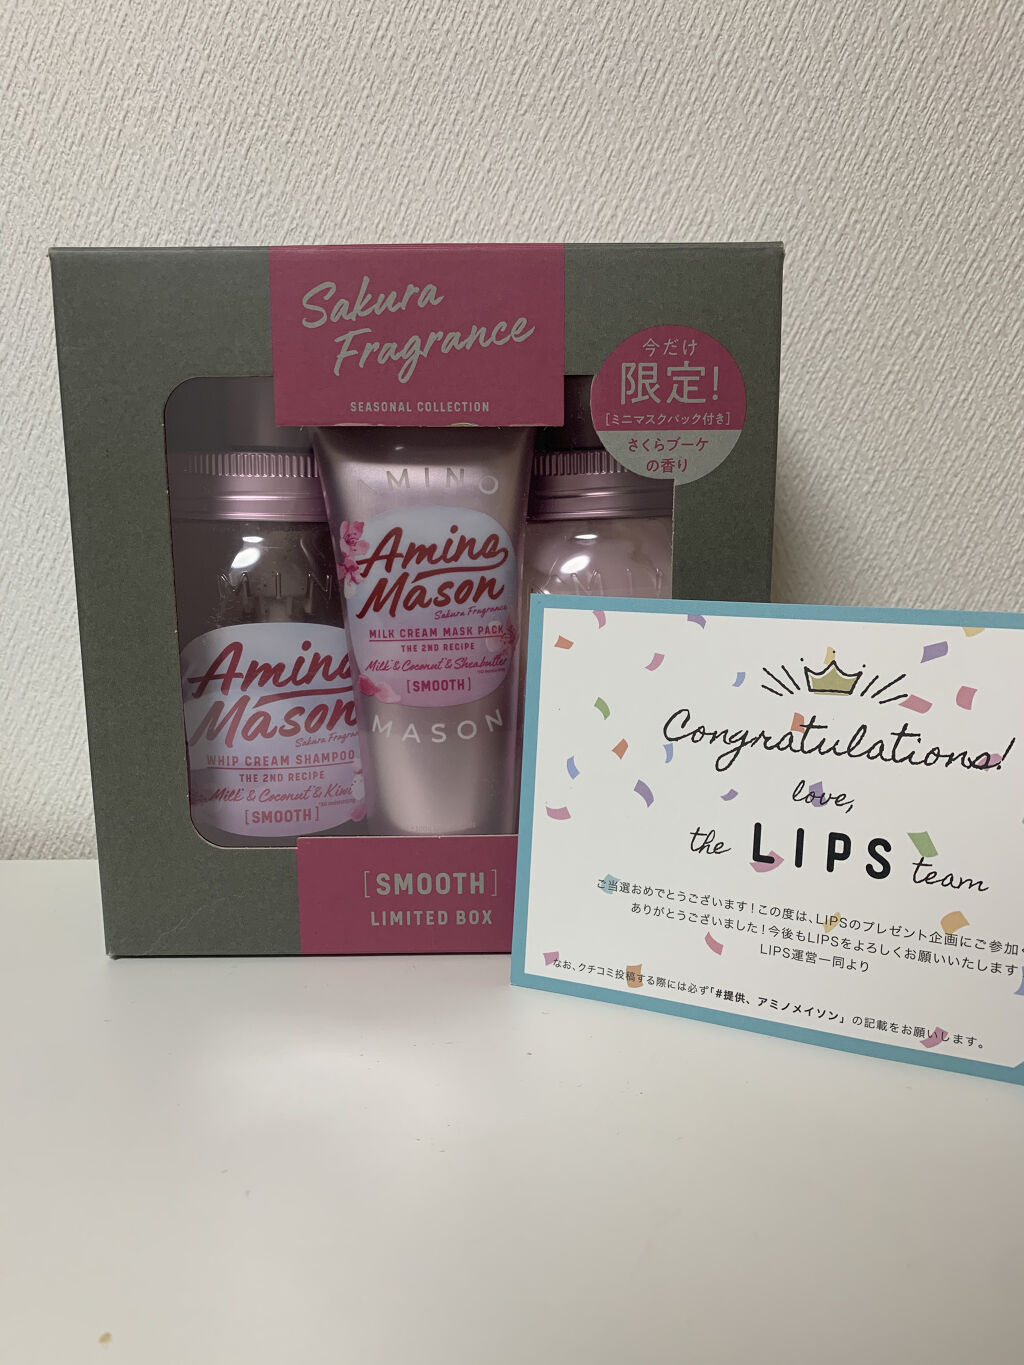 Sakura
Fragrance
SEASONAL COLLECTION
今だけ
限定!
[ミニマスクパック付き]
さくらブーケ
の香り
AMINO
Amino
Mason
Sakura Fragrance
MILK CREAM MASK PACK
THE 2ND RECIPE
Milk & Coconut & Sheabutter
[SMOOTH]
MASON
MIN
Amino
Mason
Sakura Fragran
WHIP CREAM SHAMPOO
THE 2ND RECIPE
Milk & Coconut & Kiwi
[SMOOTH]
[SMOOTH]
LIMITED BOX
Congratulations!
love,
the LIPS team
ご当選おめでとうございます!この度は、LIPSのプレゼント企画にご参加
ありがとうございました!今後もLIPSをよろしくお願いいたします
LIPS運営一同より
なお、クチコミ投稿する際には必ず「#提供、アミノメイソン」の記載をお願いします。